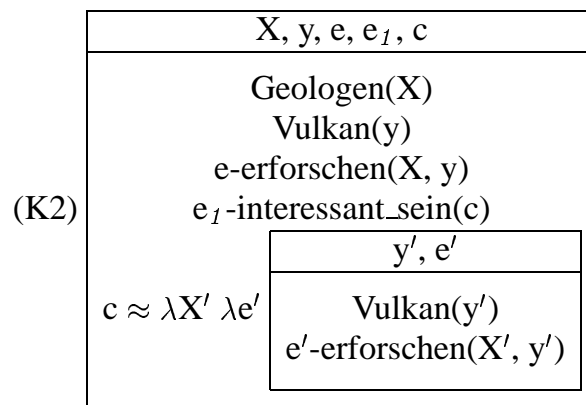 X, y, e, e₁, c
Geologen(X)
Vulkan(y)
e-erforschen(X, y)
(K2) e₁-interessant_sein(c)
y′, e′
c ≈ λX′ λe′ Vulkan(y′)
e′-erforschen(X′, y′)